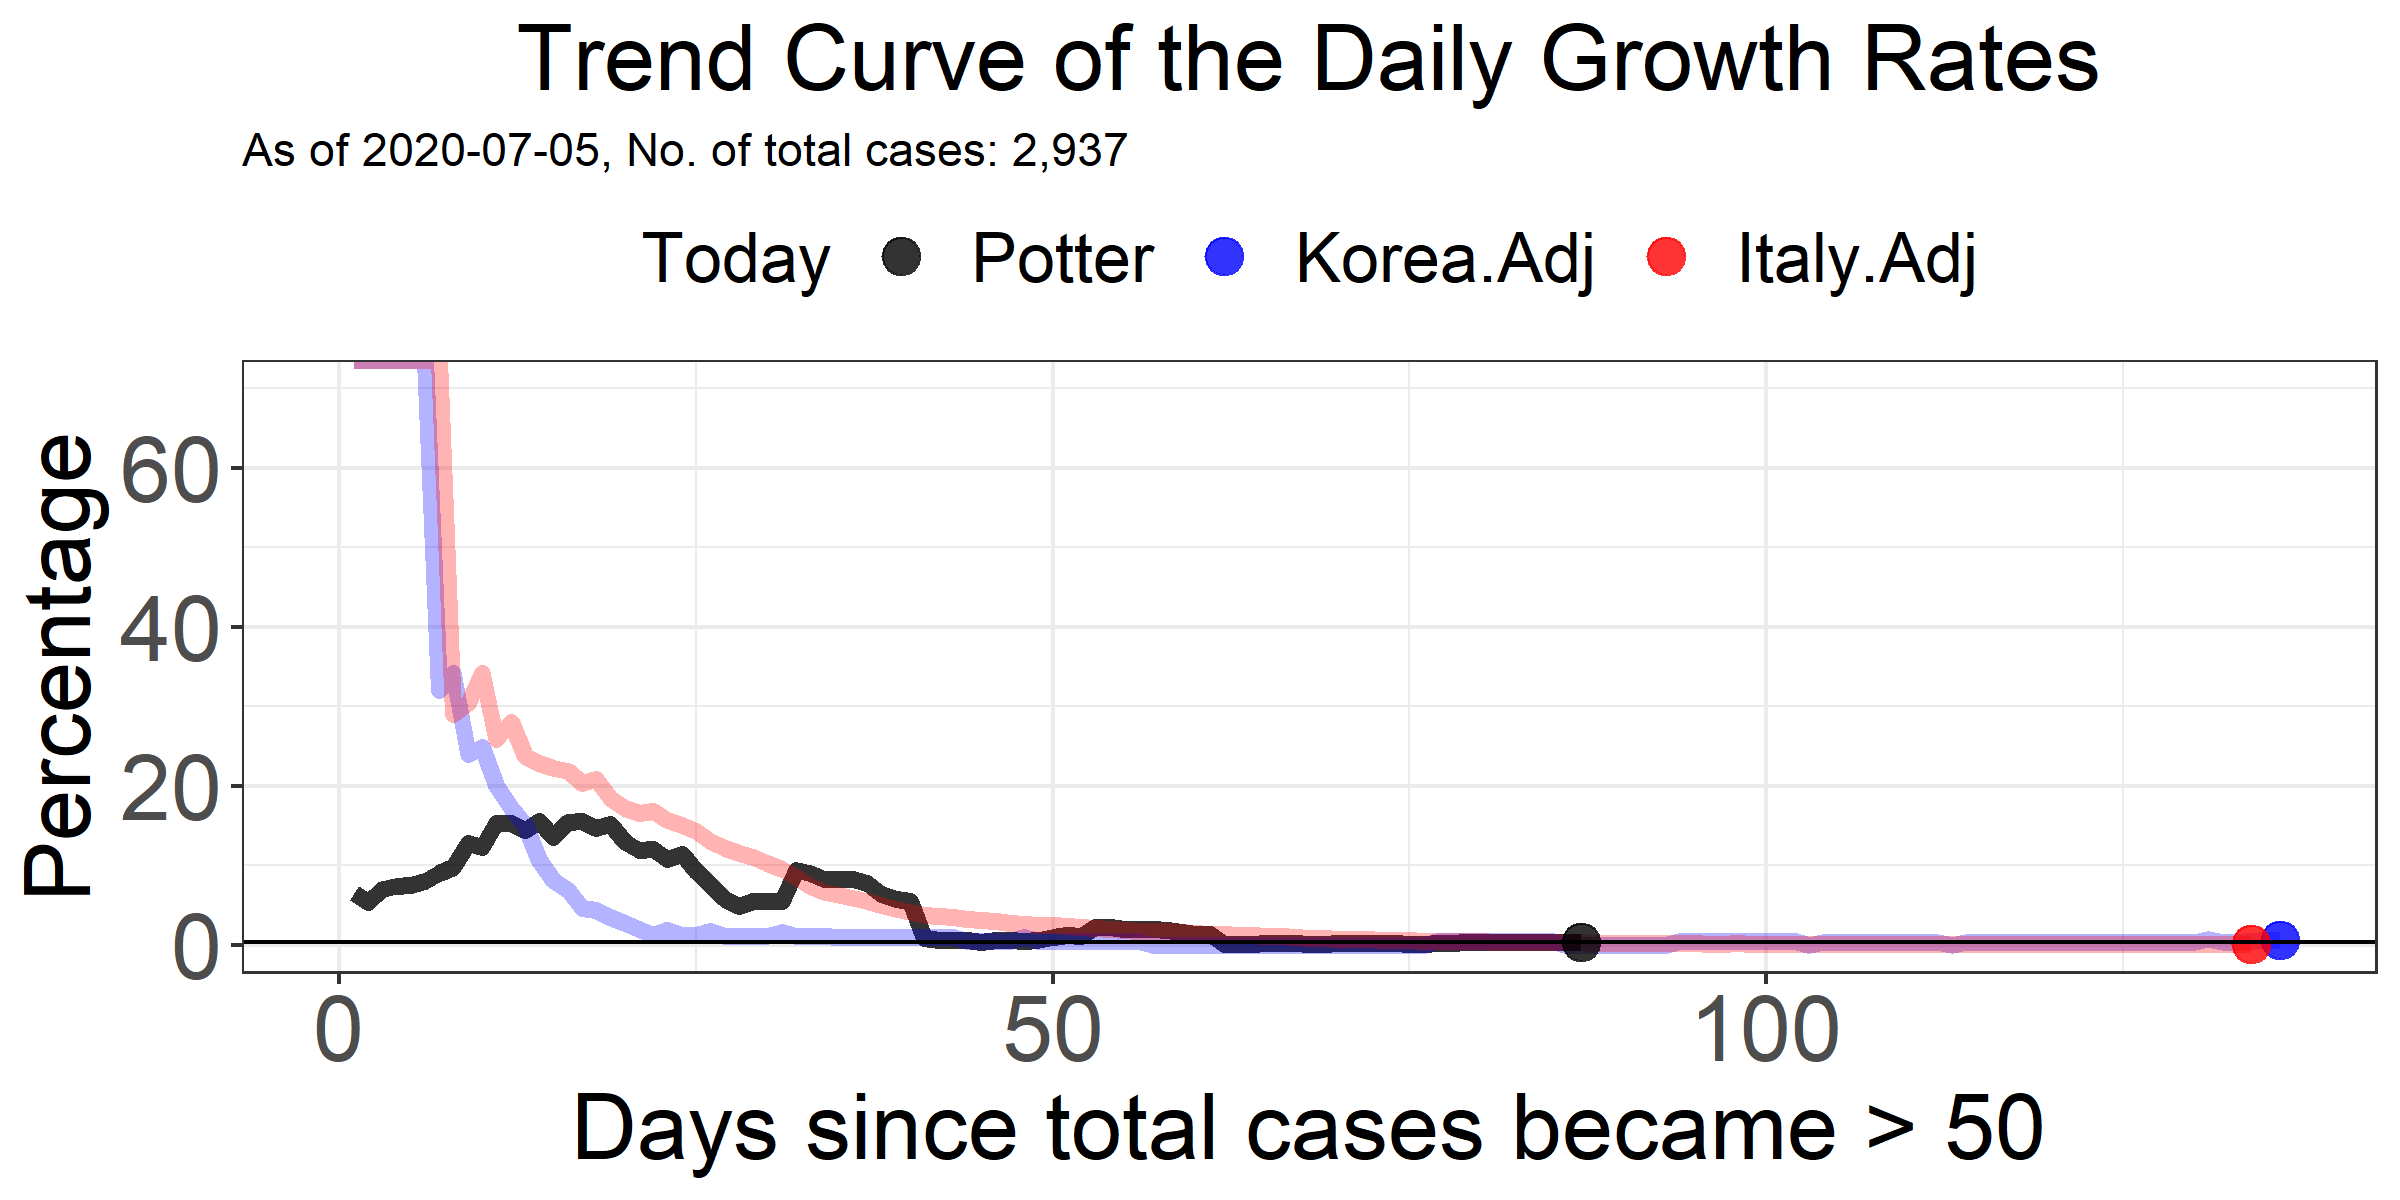 Trend Curve of the Daily Growth Rates
As of 2020-07-05, No. of total cases: 2,937
Today Potter Korea.Adj Italy.Adj
Percentage
60
40
20
0
0 50 100
Days since total cases became > 50